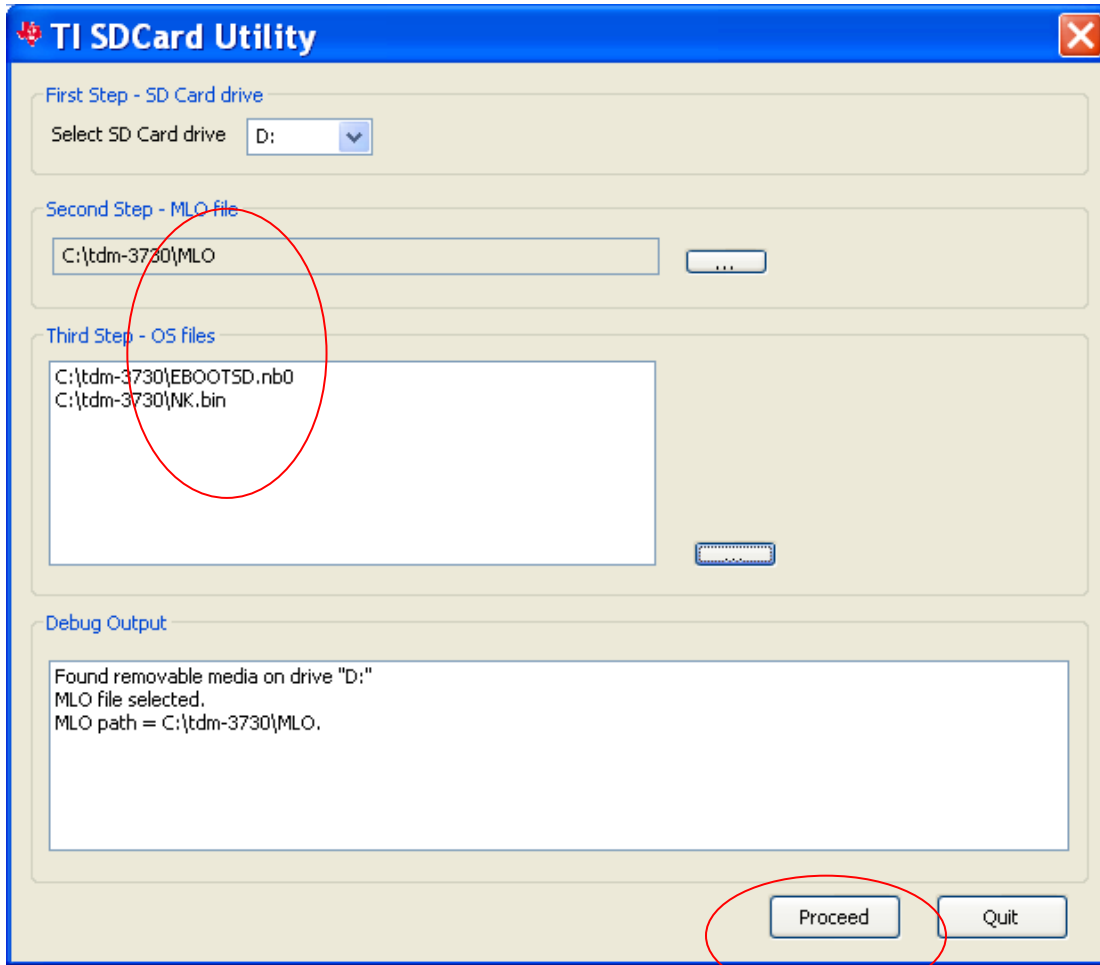 TI SDCard Utility
First Step - SD Card drive
Select SD Card drive D:
Second Step - MLO file
C:\tdm-3730\MLO
...
Third Step - OS files
C:\tdm-3730\EBOOTSD.nb0
C:\tdm-3730\NK.bin
...
Debug Output
Found removable media on drive "D:"
MLO file selected.
MLO path = C:\tdm-3730\MLO.
Proceed Quit